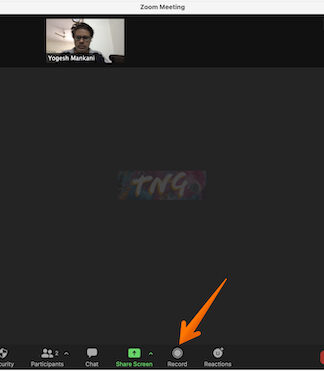 Zoom Meeting
Yogesh Mankani
TNG
curity
Participants
2
Chat
Share Screen
Record
Reactions